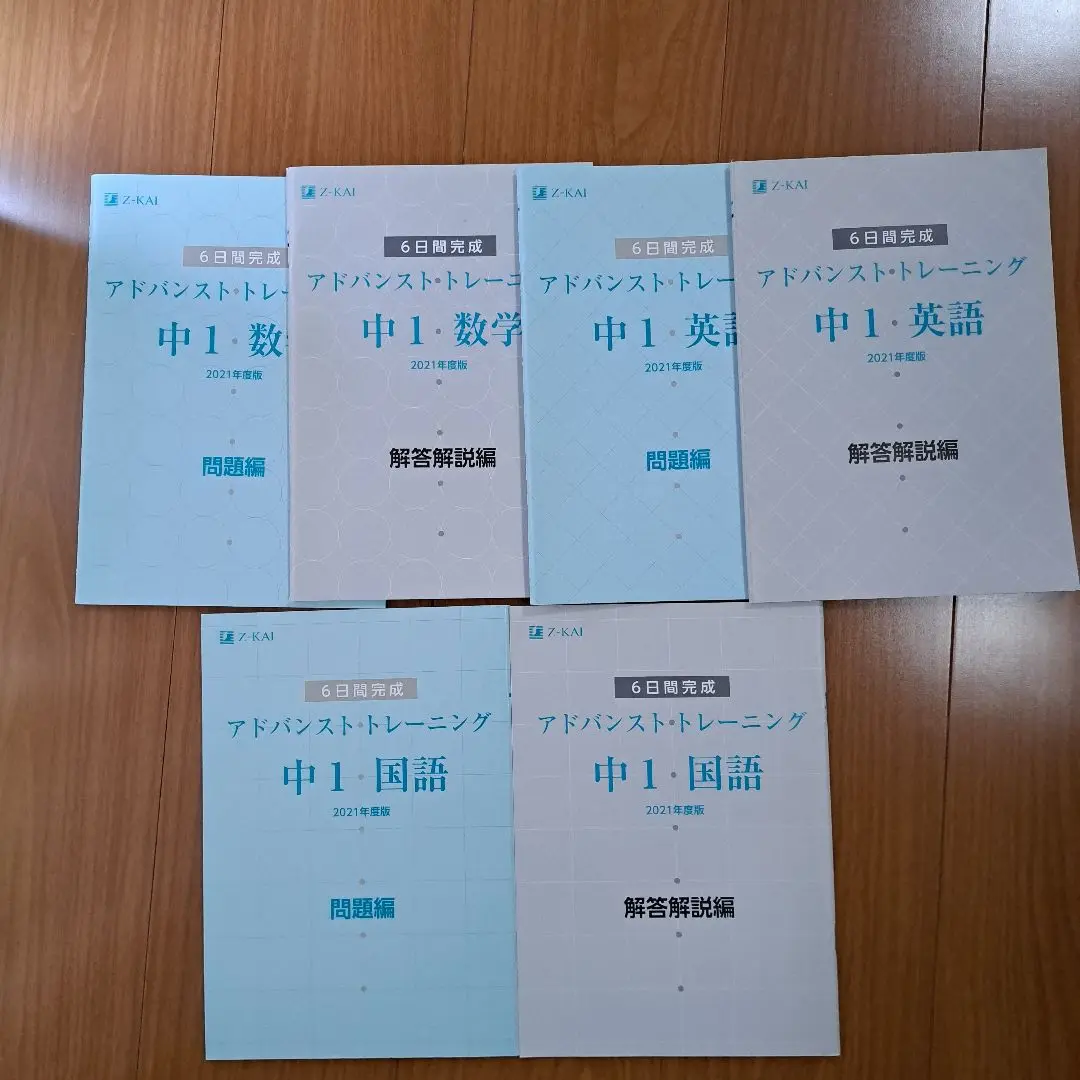 Z-KAI
6日間完成
アドバンスト・トレー
中1・数
2021年度版
問題編
Z-KAI
6日間完成
アドバンスト・トレーニ
中1・数学
2021年度版
解答解説編
Z-KAI
6日間完成
アドバンスト・トレー
中1・英
2021年度版
問題編
Z-KAI
6日間完成
アドバンスト・トレーニング
中1・英語
2021年度版
解答解説編
Z-KAI
6日間完成
アドバンスト・トレーニング
中1・国語
2021年度版
問題編
Z-KAI
6日間完成
アドバンスト・トレーニング
中1・国語
2021年度版
解答解説編